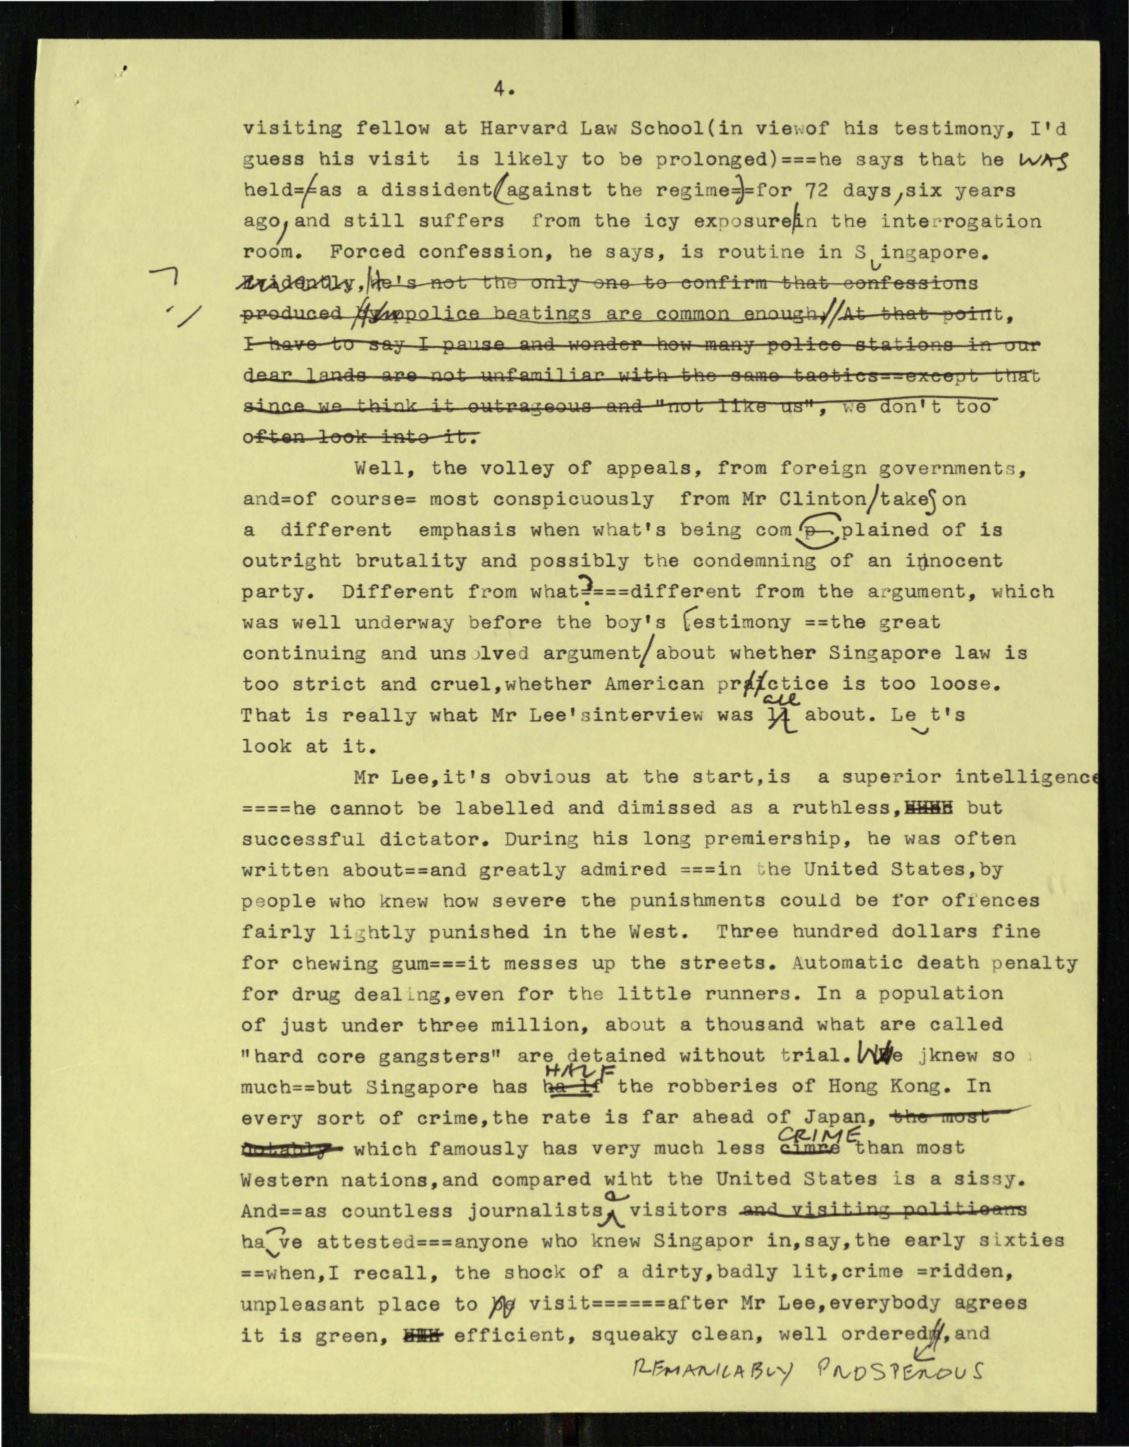 4.
visiting fellow at Harvard Law School(in viewof his testimony, I'd
guess his visit is likely to be prolonged)===he says that he WAS
held=/=as a dissident(against the regime=)=for 72 days,six years
ago,and still suffers from the icy exposure/in the interrogation
room. Forced confession, he says, is routine in S ingapore.
Evidently, He's not the only one to confirm that confessions
produced police beatings are common enough.//At that point,
I have to say I pause and wonder how many police stations in our
dear lands are not unfamiliar with the same tactics==except that
since we think it outrageous and "not like us", we don't too
often look into it.
Well, the volley of appeals, from foreign governments,
and=of course= most conspicuously from Mr Clinton/takes on
a different emphasis when what's being com p plained of is
outright brutality and possibly the condemning of an innocent
party. Different from what?===different from the argument, which
was well underway before the boy's testimony ==the great
continuing and unsolved argument/about whether Singapore law is
too strict and cruel,whether American practice is too loose.
That is really what Mr Lee'sinterview was all about. Le t's
look at it.
Mr Lee,it's obvious at the start,is a superior intelligence
====he cannot be labelled and dimissed as a ruthless, but
successful dictator. During his long premiership, he was often
written about==and greatly admired ===in the United States,by
people who knew how severe the punishments could be for offences
fairly lightly punished in the West. Three hundred dollars fine
for chewing gum===it messes up the streets. Automatic death penalty
for drug dealing,even for the little runners. In a population
of just under three million, about a thousand what are called
"hard core gangsters" are detained without trial. We jknew so
much==but Singapore has ha lf HALF the robberies of Hong Kong. In
every sort of crime,the rate is far ahead of Japan, the most
notably which famously has very much less cimre CRIME than most
Western nations,and compared wiht the United States is a sissy.
And==as countless journalists, visitors and visiting politicans
ha ve attested===anyone who knew Singapor in,say,the early sixties
==when,I recall, the shock of a dirty,badly lit,crime =ridden,
unpleasant place to visit======after Mr Lee,everybody agrees
it is green, efficient, squeaky clean, well ordered,and
REMARKABLY PROSPEROUS